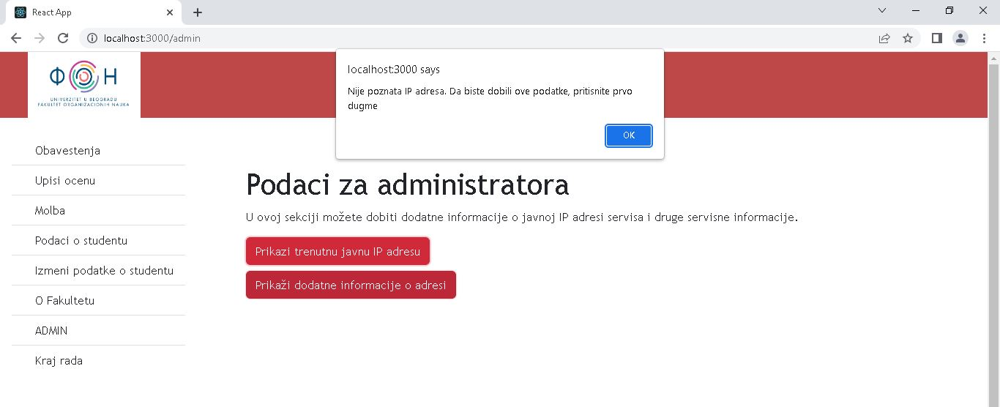 React App
localhost:3000/admin
ФОН
UNIVERZITET U BEOGRADU
FAKULTET ORGANIZACIONIH NAUKA
localhost:3000 says
Nije poznata IP adresa. Da biste dobili ove podatke, pritisnite prvo
dugme
OK
Obavestenja
Upisi ocenu
Molba
Podaci o studentu
Izmeni podatke o studentu
O Fakultetu
ADMIN
Kraj rada
Podaci za administratora
U ovoj sekciji možete dobiti dodatne informacije o javnoj IP adresi servisa i druge servisne informacije.
Prikazi trenutnu javnu IP adresu
Prikaži dodatne informacije o adresi